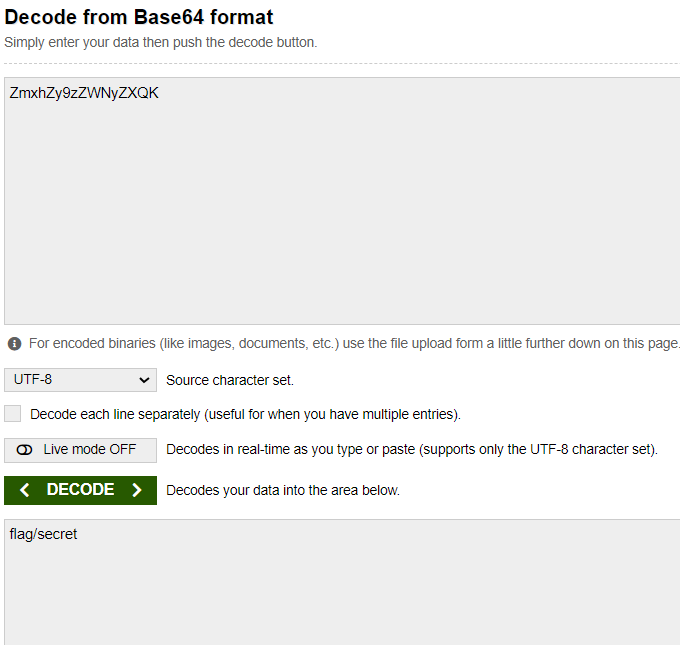 Decode from Base64 format
Simply enter your data then push the decode button.
ZmxhZy9zZWNyZXQK
For encoded binaries (like images, documents, etc.) use the file upload form a little further down on this page.
UTF-8 Source character set.
Decode each line separately (useful for when you have multiple entries).
Live mode OFF Decodes in real-time as you type or paste (supports only the UTF-8 character set).
DECODE Decodes your data into the area below.
flag/secret